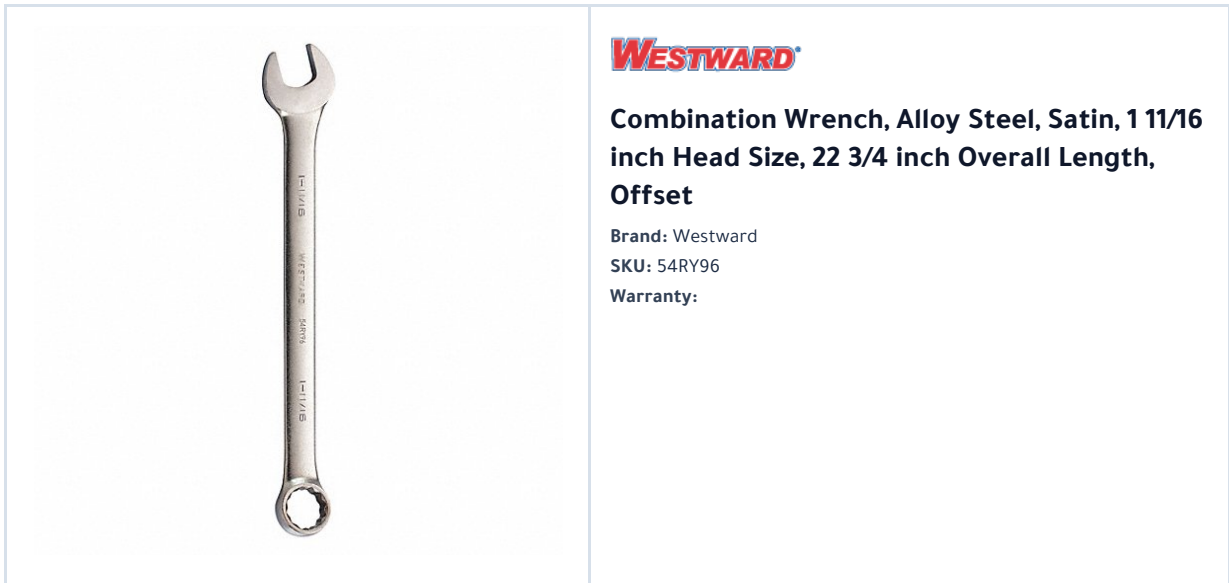 1-11/16
WESTWARD
54RY96
1-11/16
WESTWARD
Combination Wrench, Alloy Steel, Satin, 1 11/16
inch Head Size, 22 3/4 inch Overall Length,
Offset
Brand: Westward
SKU: 54RY96
Warranty: